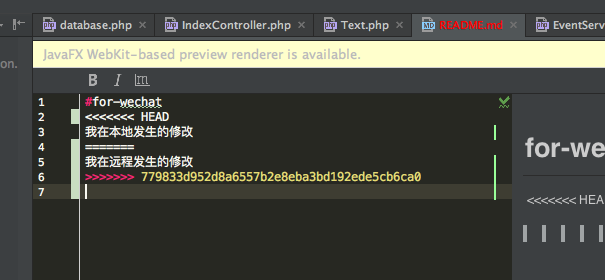 database.php
IndexController.php
Text.php
README.md
EventServ
JavaFX WebKit-based preview renderer is available.
on.
B I
1 #for-wechat
2 <<<<<<< HEAD
3 我在本地发生的修改
4 =======
5 我在远程发生的修改
6 >>>>>>> 779833d952d8a6557b2e8eba3bd192ede5cb6ca0
7
for-we
<<<<<<< HEA